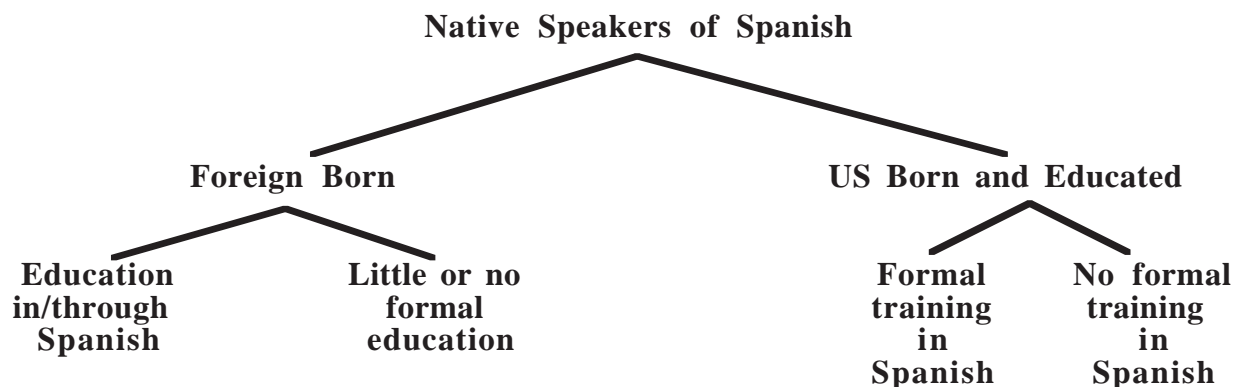 Native Speakers of Spanish
Foreign Born
US Born and Educated
Education
in/through
Spanish
Little or no
formal
education
Formal
training
in
Spanish
No formal
training
in
Spanish